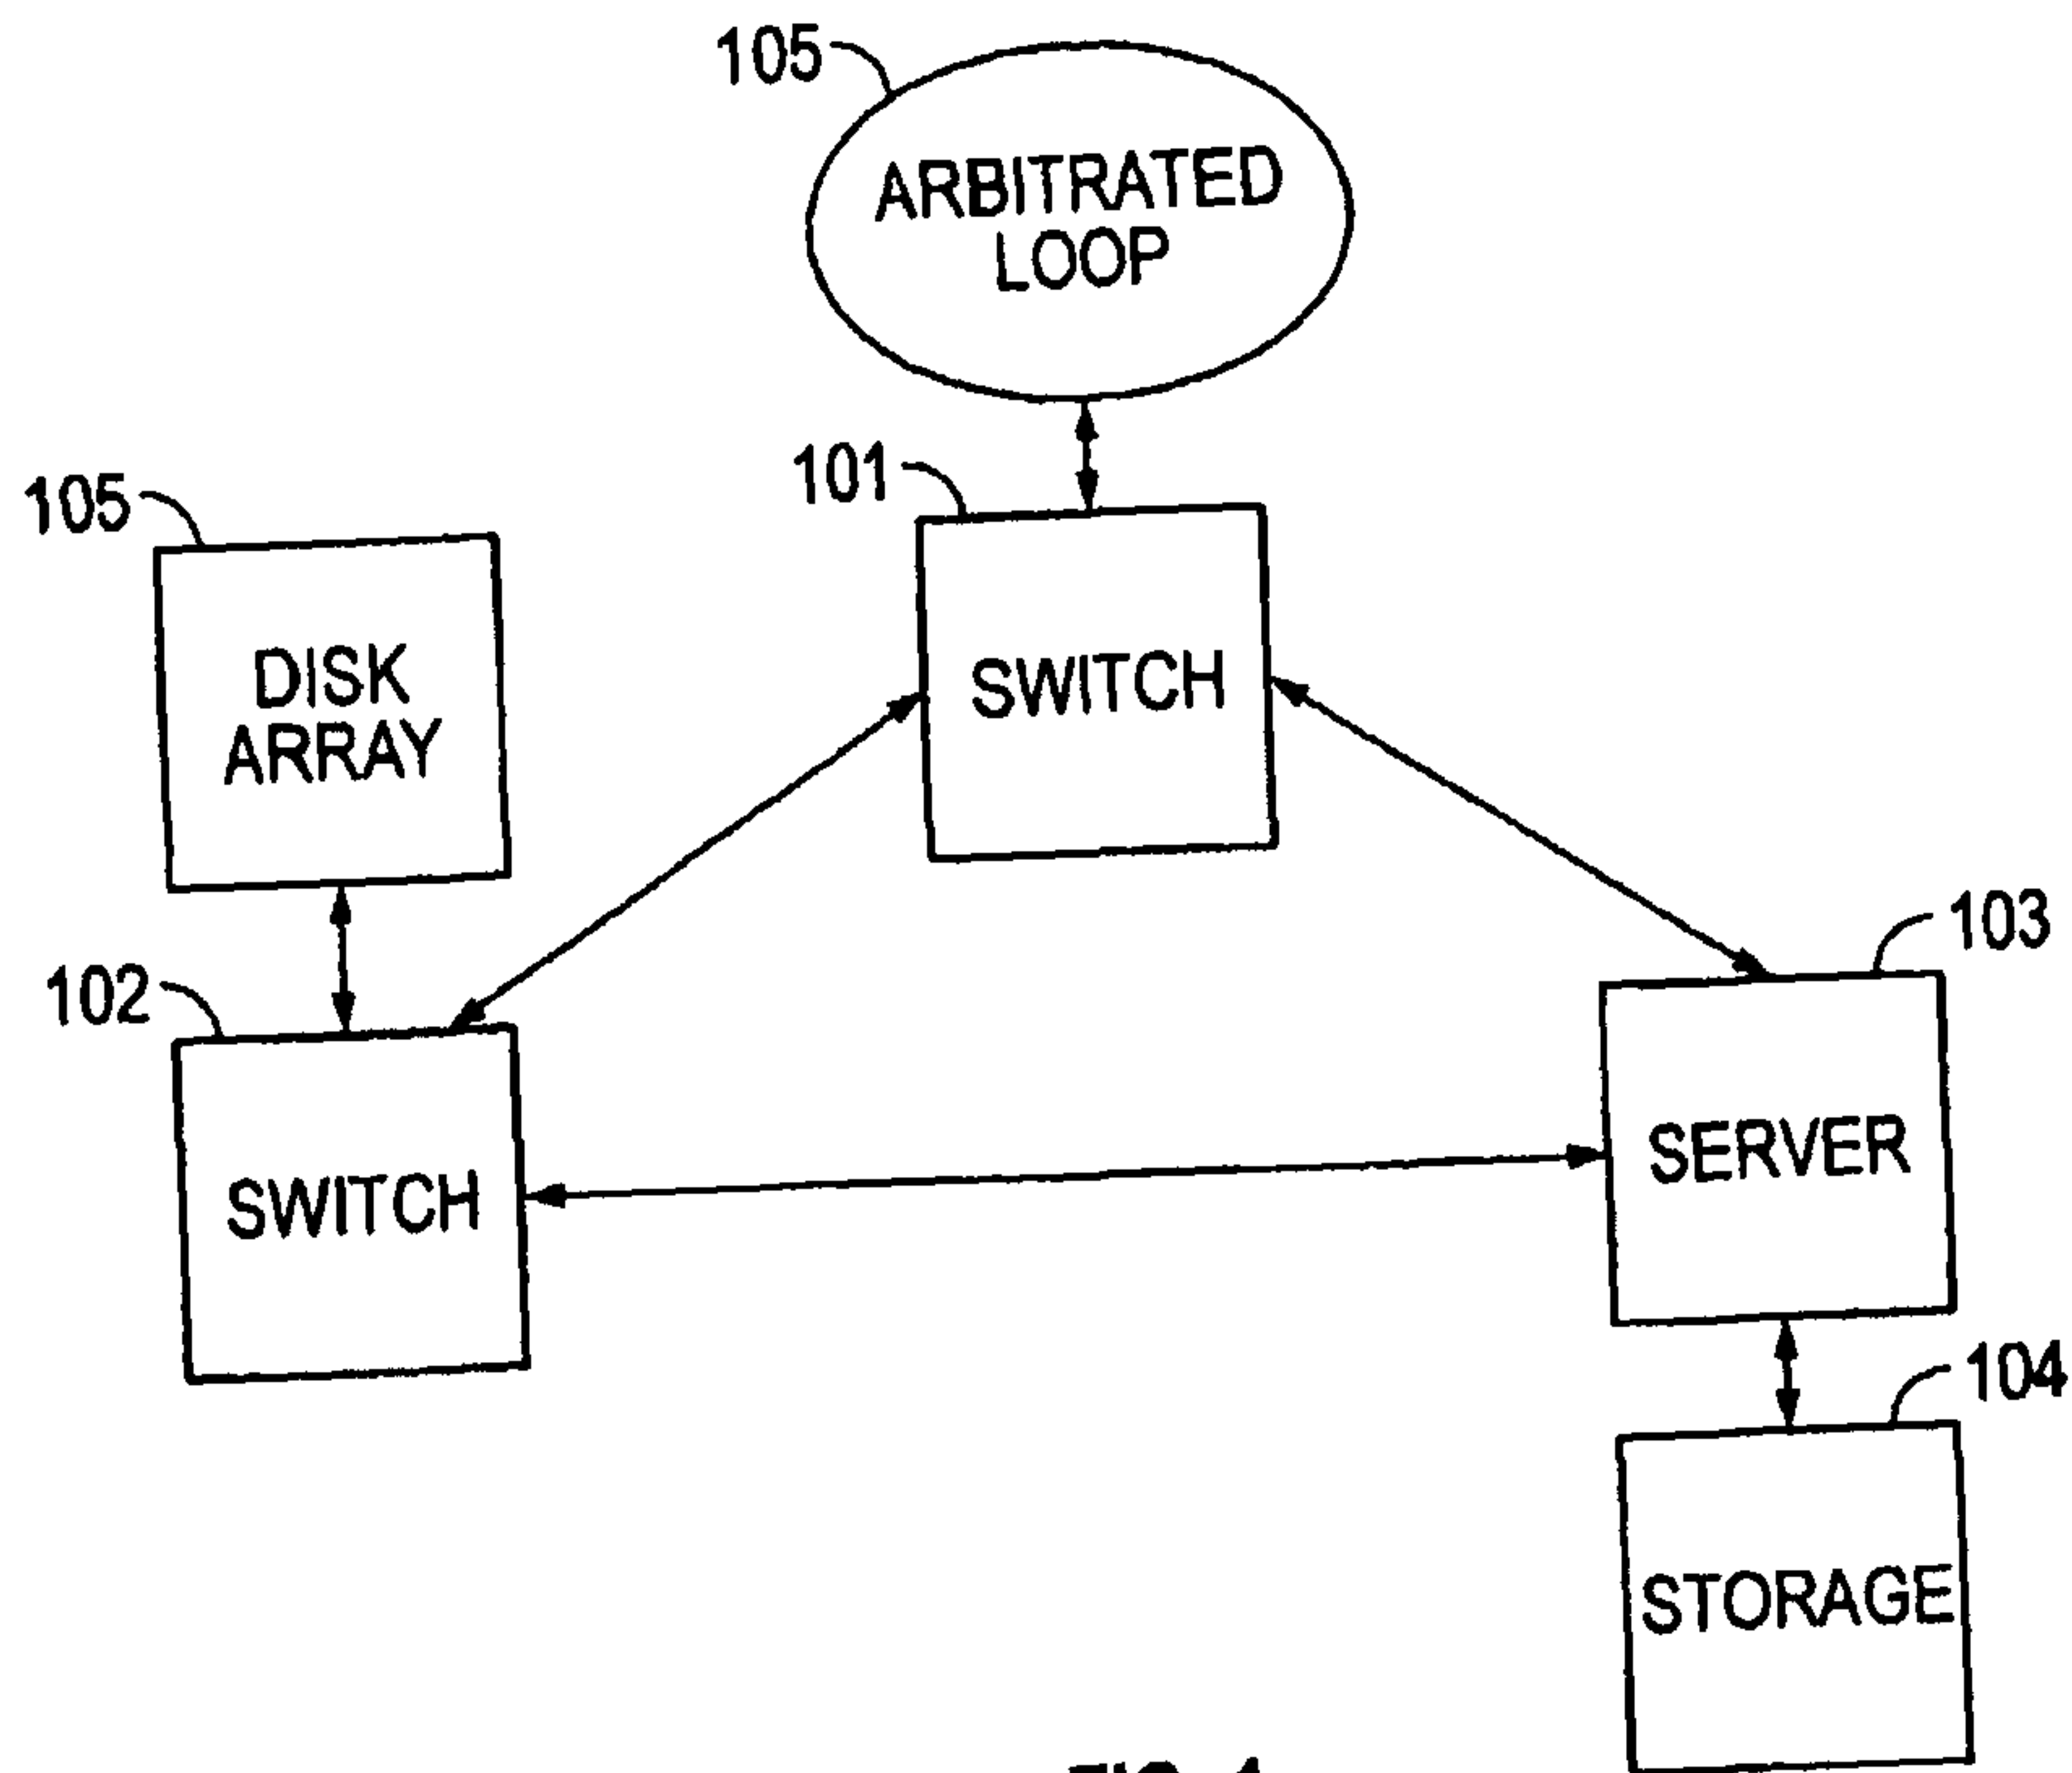 105
ARBITRATED
LOOP
101
105
SWITCH
DISK
ARRAY
103
102
SERVER
SWITCH
104
STORAGE